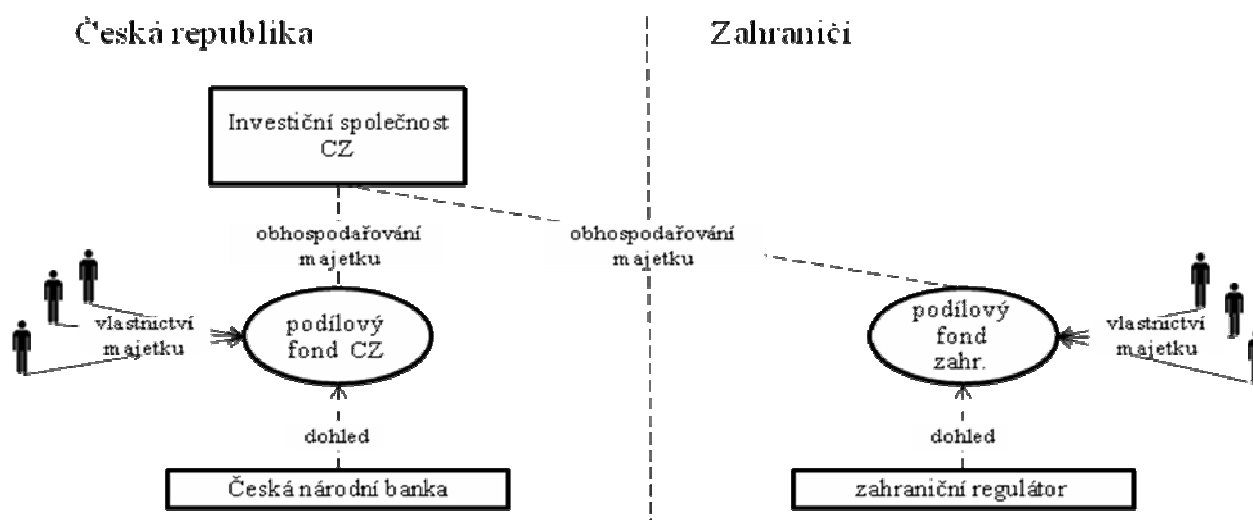 Česká republika
Zahraničí
Investiční společnost
CZ
obhospodařování
majetku
obhospodařování
majetku
vlastnictví
majetku
podílový
fond CZ
podílový
fond
zahr.
vlastnictví
majetku
dohled
dohled
Česká národní banka
zahraniční regulátor